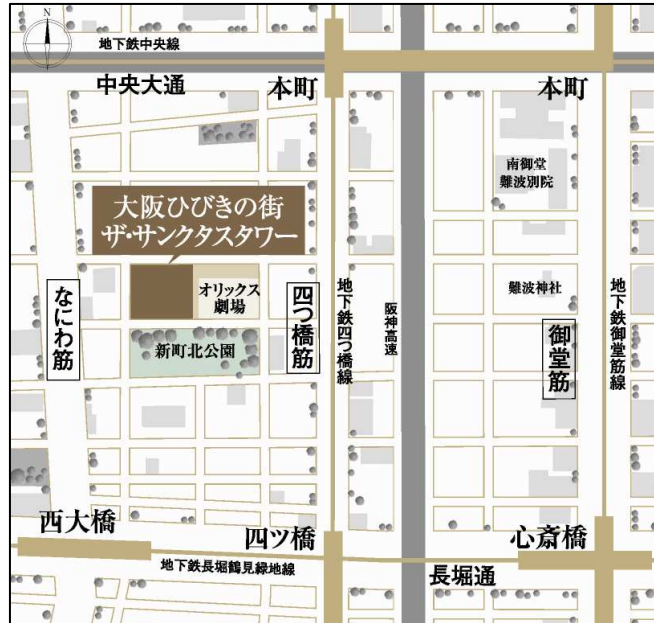 N
地下鉄中央線
中央大通
本町
本町
南御堂
難波別院
大阪ひびきの街
ザ・サンクタスタワー
オリックス
劇場
難波神社
なにわ筋
四つ橋筋
地下鉄四つ橋線
阪神高速
御堂筋
地下鉄御堂筋線
新町北公園
西大橋
四ツ橋
心斎橋
地下鉄長堀鶴見緑地線
長堀通